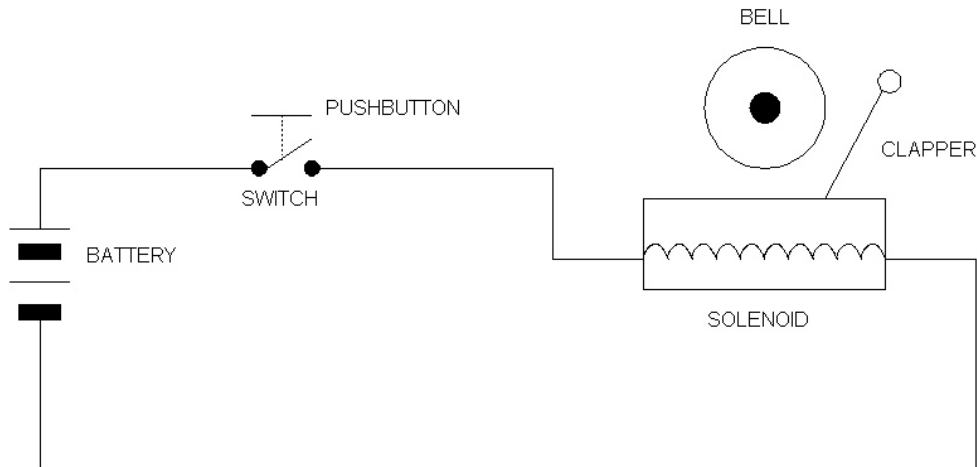 BELL
PUSHBUTTON
CLAPPER
SWITCH
BATTERY
SOLENOID